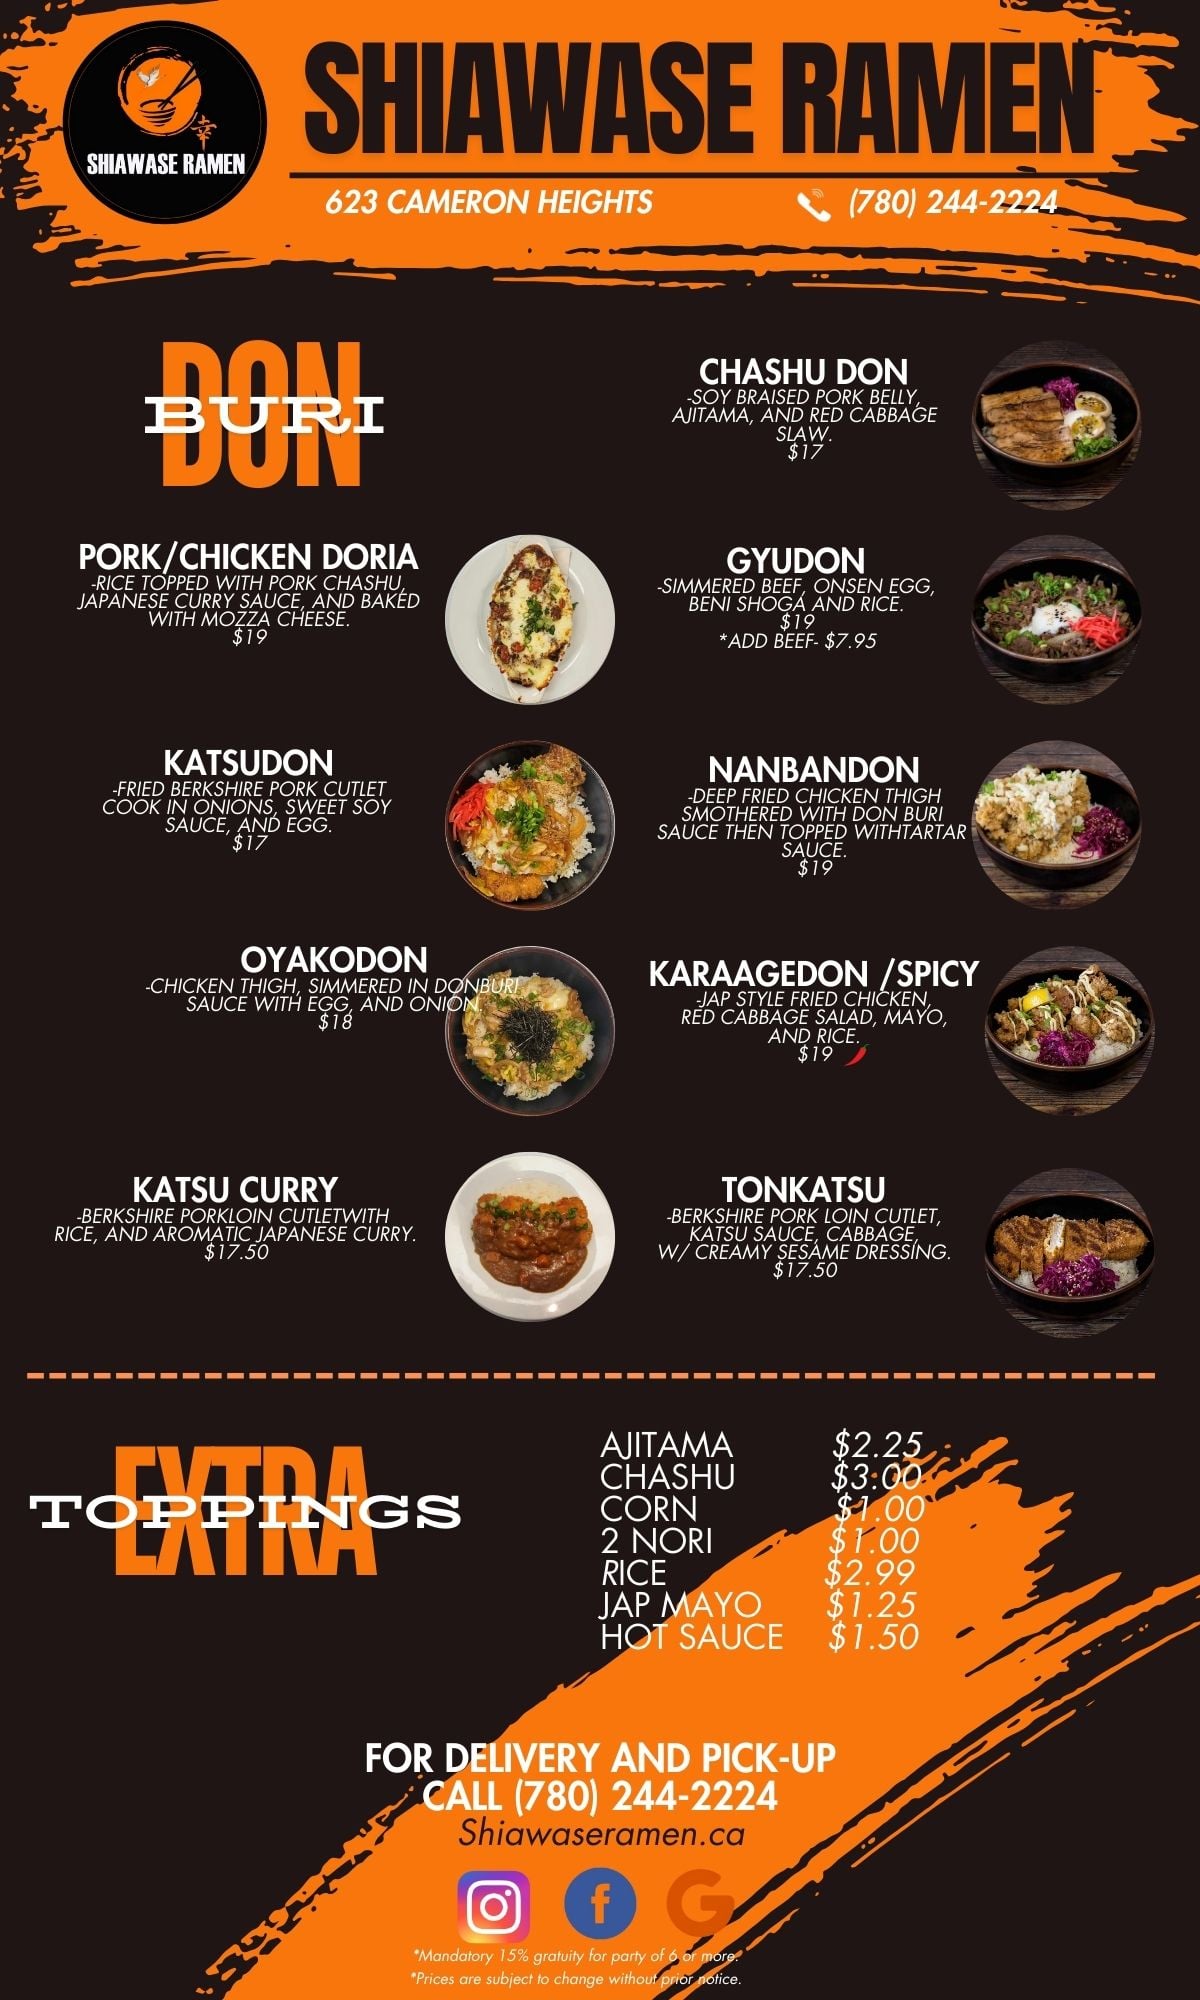 SHIAWASE RAMEN
幸
SHIAWASE RAMEN
623 CAMERON HEIGHTS
(780) 244-2224
DON
BURI
CHASHU DON
-SOY BRAISED PORK BELLY,
AJITAMA, AND RED CABBAGE
SLAW.
$17
PORK/CHICKEN DORIA
-RICE TOPPED WITH PORK CHASHU,
JAPANESE CURRY SAUCE, AND BAKED
WITH MOZZA CHEESE.
$19
GYUDON
-SIMMERED BEEF, ONSEN EGG,
BENI SHOGA AND RICE.
$19
*ADD BEEF- $7.95
KATSUDON
-FRIED BERKSHIRE PORK CUTLET
COOK IN ONIONS, SWEET SOY
SAUCE, AND EGG.
$17
NANBANDON
-DEEP FRIED CHICKEN THIGH
SMOTHERED WITH DON BURI
SAUCE THEN TOPPED WITHTARTAR
SAUCE.
$19
OYAKODON
-CHICKEN THIGH, SIMMERED IN DONBURI
SAUCE WITH EGG, AND ONION.
$18
KARAAGEDON /SPICY
-JAP STYLE FRIED CHICKEN,
RED CABBAGE SALAD, MAYO,
AND RICE.
$19
KATSU CURRY
-BERKSHIRE PORKLOIN CUTLETWITH
RICE, AND AROMATIC JAPANESE CURRY.
$17.50
TONKATSU
-BERKSHIRE PORK LOIN CUTLET,
KATSU SAUCE, CABBAGE,
W/ CREAMY SESAME DRESSING.
$17.50
EXTRA
TOPPINGS
AJITAMA $2.25
CHASHU $3.00
CORN $1.00
2 NORI $1.00
RICE $2.99
JAP MAYO $1.25
HOT SAUCE $1.50
FOR DELIVERY AND PICK-UP
CALL (780) 244-2224
Shiawaseramen.ca
f G
*Mandatory 15% gratuity for party of 6 or more.
*Prices are subject to change without prior notice.